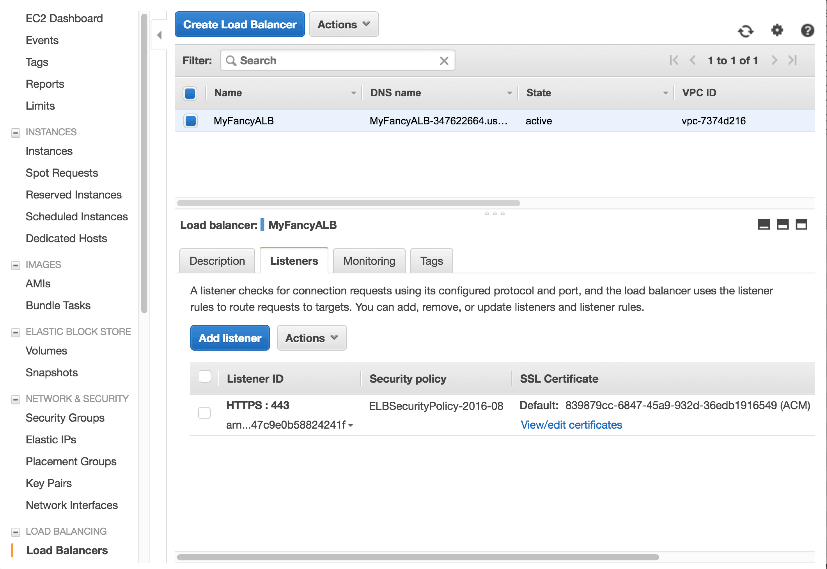 EC2 Dashboard
Events
Tags
Reports
Limits
INSTANCES
Instances
Spot Requests
Reserved Instances
Scheduled Instances
Dedicated Hosts
IMAGES
AMIs
Bundle Tasks
ELASTIC BLOCK STORE
Volumes
Snapshots
NETWORK & SECURITY
Security Groups
Elastic IPs
Placement Groups
Key Pairs
Network Interfaces
LOAD BALANCING
Load Balancers
Create Load Balancer Actions
Filter: Search 1 to 1 of 1
Name DNS name State VPC ID
MyFancyALB MyFancyALB-347622664.us... active vpc-7374d216
Load balancer: MyFancyALB
Description Listeners Monitoring Tags
A listener checks for connection requests using its configured protocol and port, and the load balancer uses the listener
rules to route requests to targets. You can add, remove, or update listeners and listener rules.
Add listener Actions
Listener ID Security policy SSL Certificate
HTTPS : 443 ELBSecurityPolicy-2016-08 Default: 839879cc-6847-45a9-932d-36edb1916549 (ACM)
arn...47c9e0b58824241f View/edit certificates